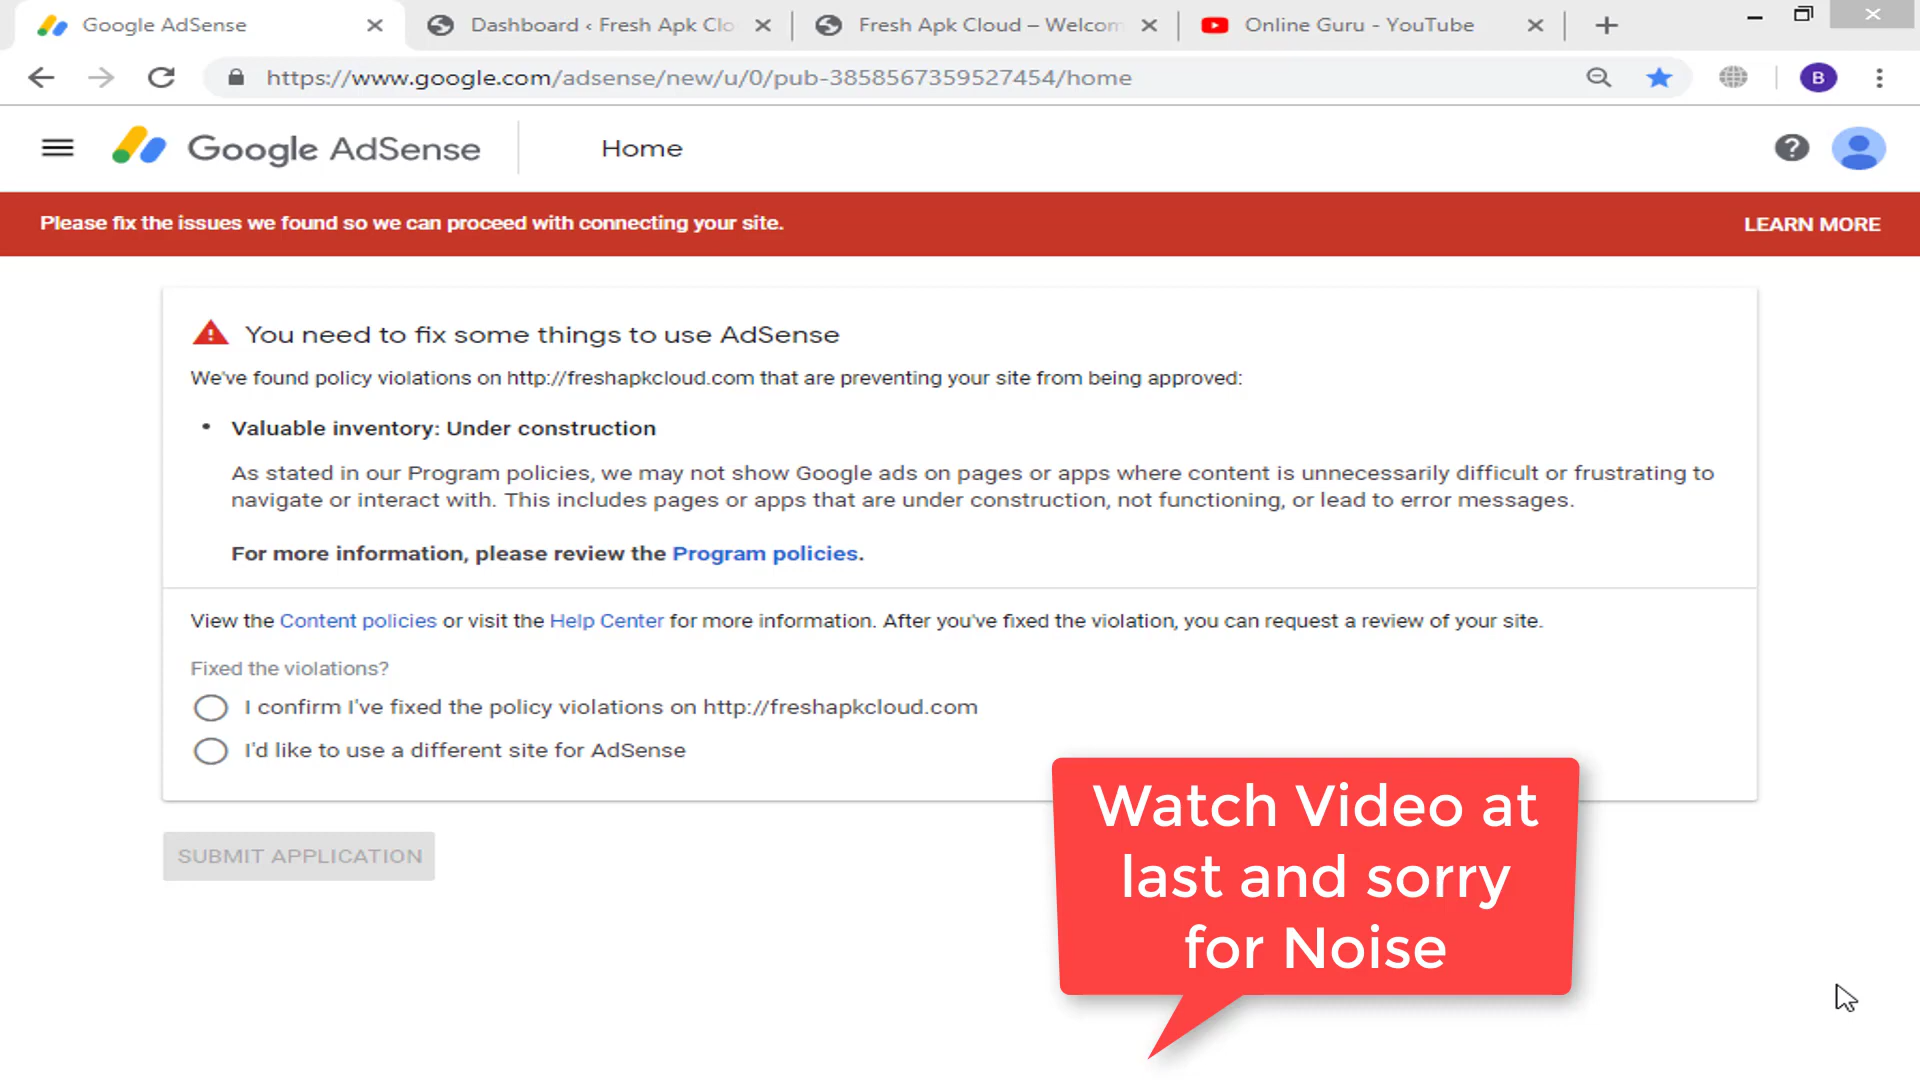 Google AdSense
Dashboard ‹ Fresh Apk Clo
Fresh Apk Cloud – Welcom
Online Guru - YouTube
https://www.google.com/adsense/new/u/0/pub-3858567359527454/home
B
Google AdSense
Home
Please fix the issues we found so we can proceed with connecting your site.
LEARN MORE
You need to fix some things to use AdSense
We've found policy violations on http://freshapkcloud.com that are preventing your site from being approved:
• Valuable inventory: Under construction
As stated in our Program policies, we may not show Google ads on pages or apps where content is unnecessarily difficult or frustrating to
navigate or interact with. This includes pages or apps that are under construction, not functioning, or lead to error messages.
For more information, please review the Program policies.
View the Content policies or visit the Help Center for more information. After you've fixed the violation, you can request a review of your site.
Fixed the violations?
I confirm I've fixed the policy violations on http://freshapkcloud.com
I'd like to use a different site for AdSense
SUBMIT APPLICATION
Watch Video at
last and sorry
for Noise